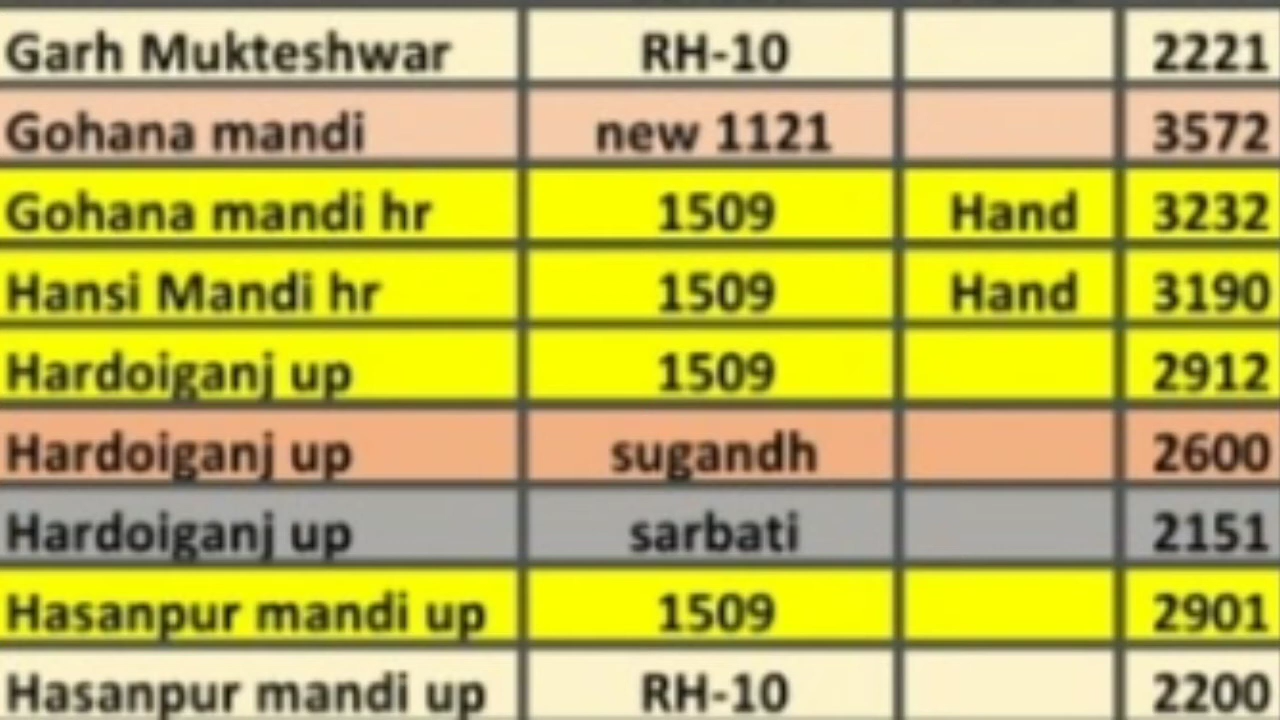 Garh Mukteshwar RH-10 2221
Gohana mandi new 1121 3572
Gohana mandi hr 1509 Hand 3232
Hansi Mandi hr 1509 Hand 3190
Hardoiganj up 1509 2912
Hardoiganj up sugandh 2600
Hardoiganj up sarbati 2151
Hasanpur mandi up 1509 2901
Hasanpur mandi up RH-10 2200